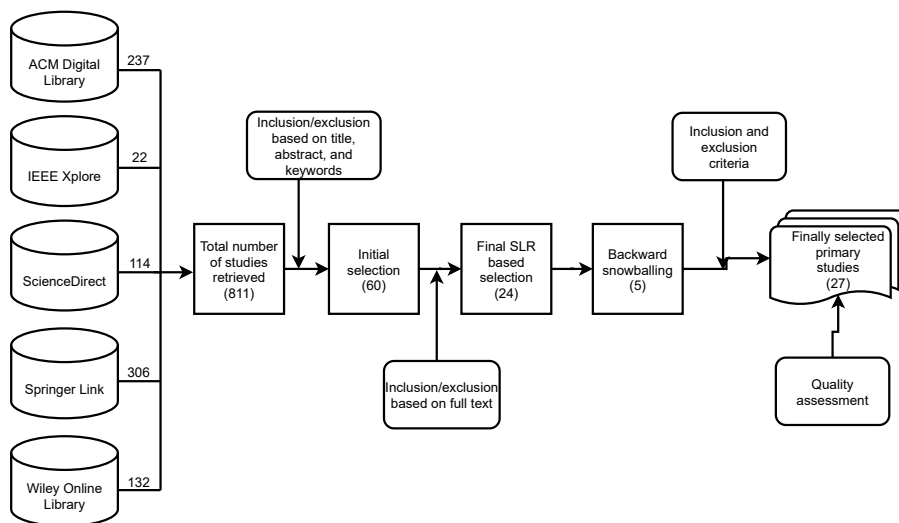 ACM Digital
Library
237
IEEE Xplore
22
ScienceDirect
114
Springer Link
306
Wiley Online
Library
132
Inclusion/exclusion
based on title,
abstract, and
keywords
Total number
of studies
retrieved
(811)
Initial
selection
(60)
Inclusion/exclusion
based on full text
Final SLR
based
selection
(24)
Backward
snowballing
(5)
Inclusion and
exclusion
criteria
Finally selected
primary
studies
(27)
Quality
assessment